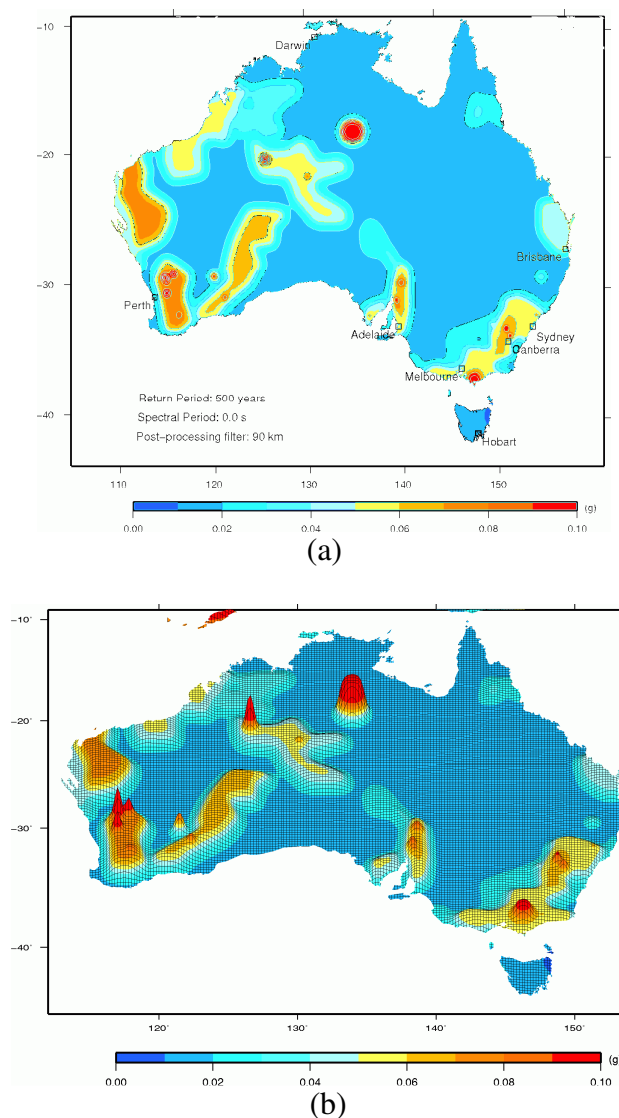 −10
Darwin
−20
Brisbane
−30
Perth
Adelaide
Sydney
Canberra
Melbourne
Return Period: 500 years
−40
Spectral Period: 0.0 s
Hobart
Post−processing filter: 90 km
110 120 130 140 150
(g)
0.00 0.02 0.04 0.06 0.08 0.10
(a)
−10˚
−20˚
−30˚
−40˚
120˚ 130˚ 140˚ 150˚
(g
0.00 0.02 0.04 0.06 0.08 0.10
(b)